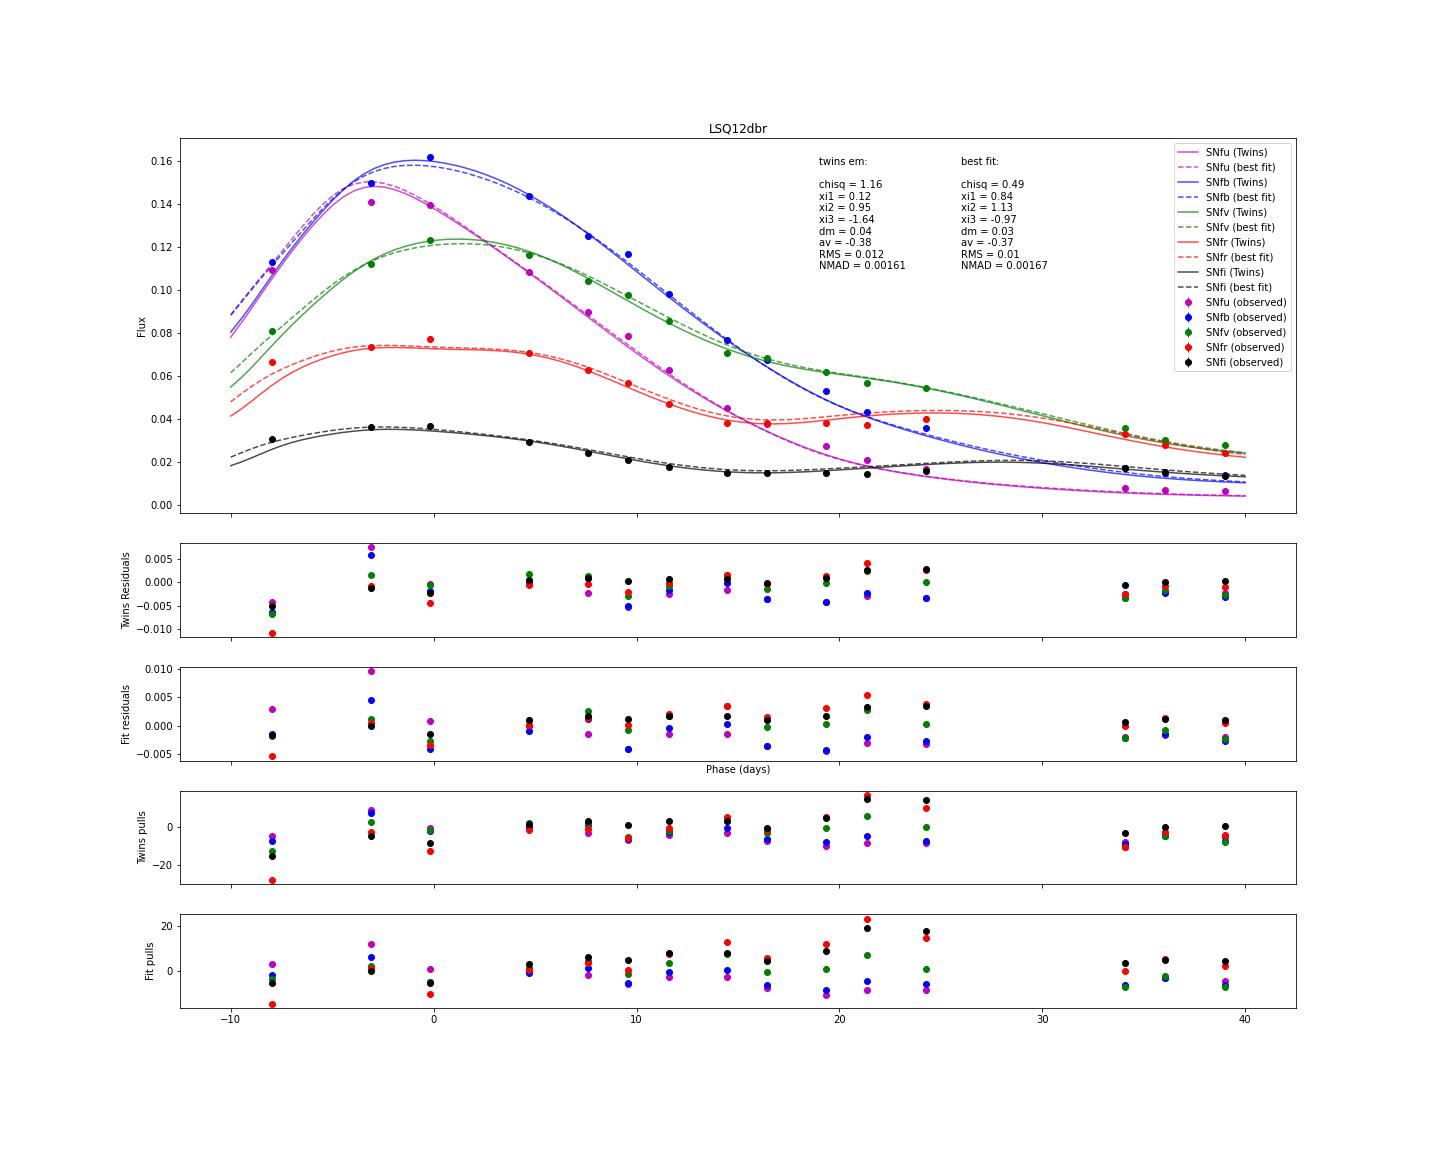 LSQ12dbr
Flux
0.16
0.14
0.12
0.10
0.08
0.06
0.04
0.02
0.00
twins em:
chisq = 1.16
xi1 = 0.12
xi2 = 0.95
xi3 = -1.64
dm = 0.04
av = -0.38
RMS = 0.012
NMAD = 0.00161
best fit:
chisq = 0.49
xi1 = 0.84
xi2 = 1.13
xi3 = -0.97
dm = 0.03
av = -0.37
RMS = 0.01
NMAD = 0.00167
SNfu (Twins)
SNfu (best fit)
SNfb (Twins)
SNfb (best fit)
SNfv (Twins)
SNfv (best fit)
SNfr (Twins)
SNfr (best fit)
SNfi (Twins)
SNfi (best fit)
SNfu (observed)
SNfb (observed)
SNfv (observed)
SNfr (observed)
SNfi (observed)
Twins Residuals
0.005
0.000
−0.005
−0.010
Fit residuals
0.010
0.005
0.000
−0.005
Phase (days)
Twins pulls
0
−20
Fit pulls
20
0
−10 0 10 20 30 40